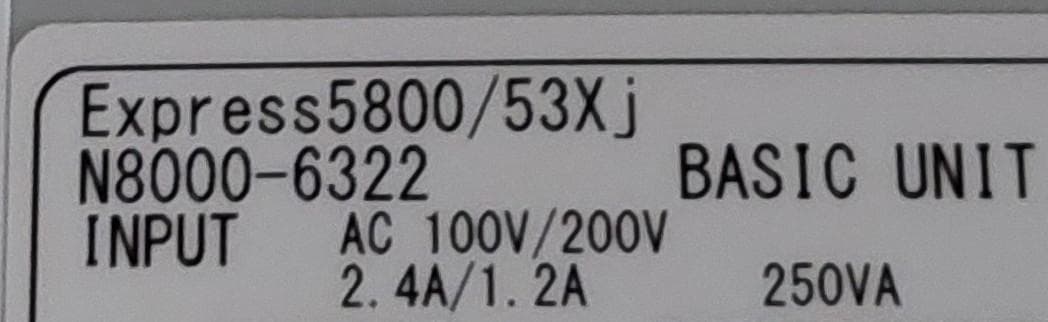 Express5800/53Xj
N8000-6322 BASIC UNIT
INPUT AC 100V/200V
2.4A/1.2A 250VA